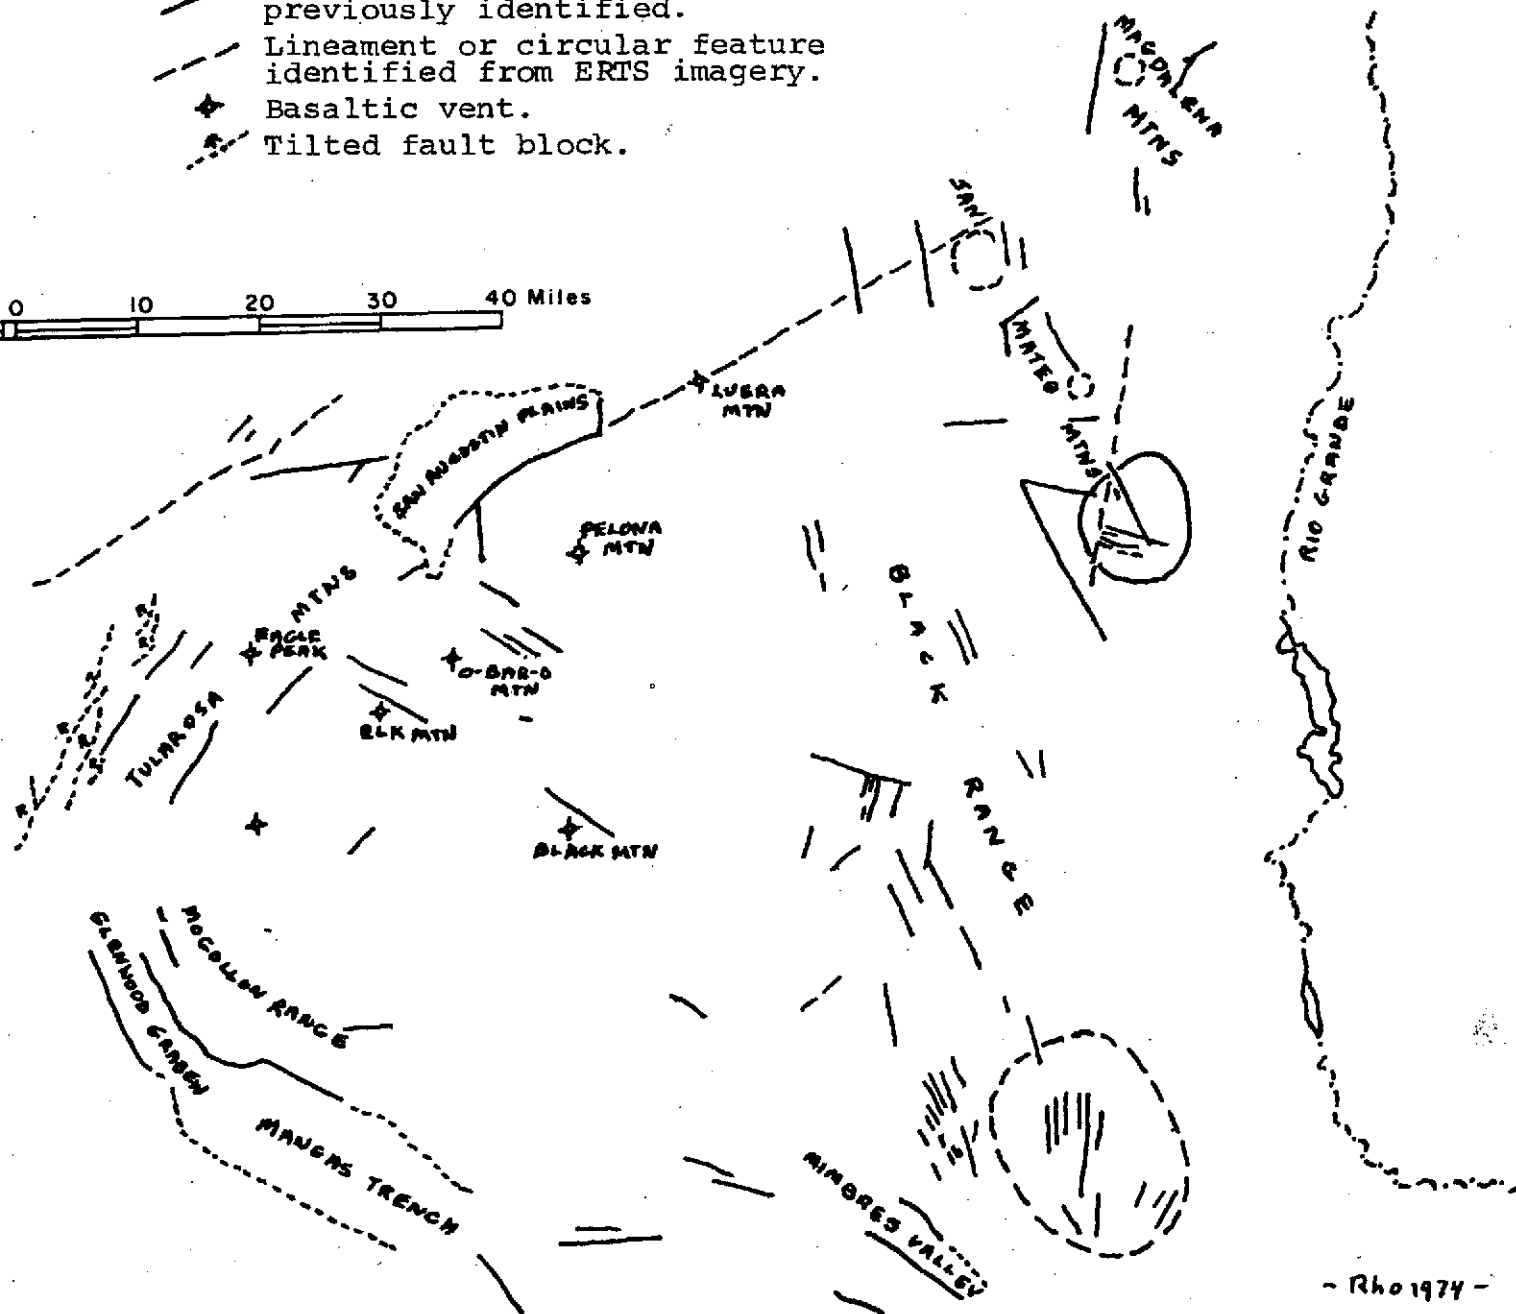 previously identified.
Lineament or circular feature
identified from ERTS imagery.
Basaltic vent.
Tilted fault block.
MAGDALENA
MTNS
SAN
0 10 20 30 40 Miles
MATEO
MTNS
LUERA
MTN
SAN AUGUSTIN PLAINS
RIO GRANDE
PELONA
MTN
BLACK
RANGE
TULAROSA
MTNS
EAGLE
PEAK
O-BAR-O
MTN
ELK MTN
BLACK MTN
GLENWOOD GRABEN
MOGOLLON RANGE
MANGAS TRENCH
MIMBRES VALLEY
- Rho 1974 -